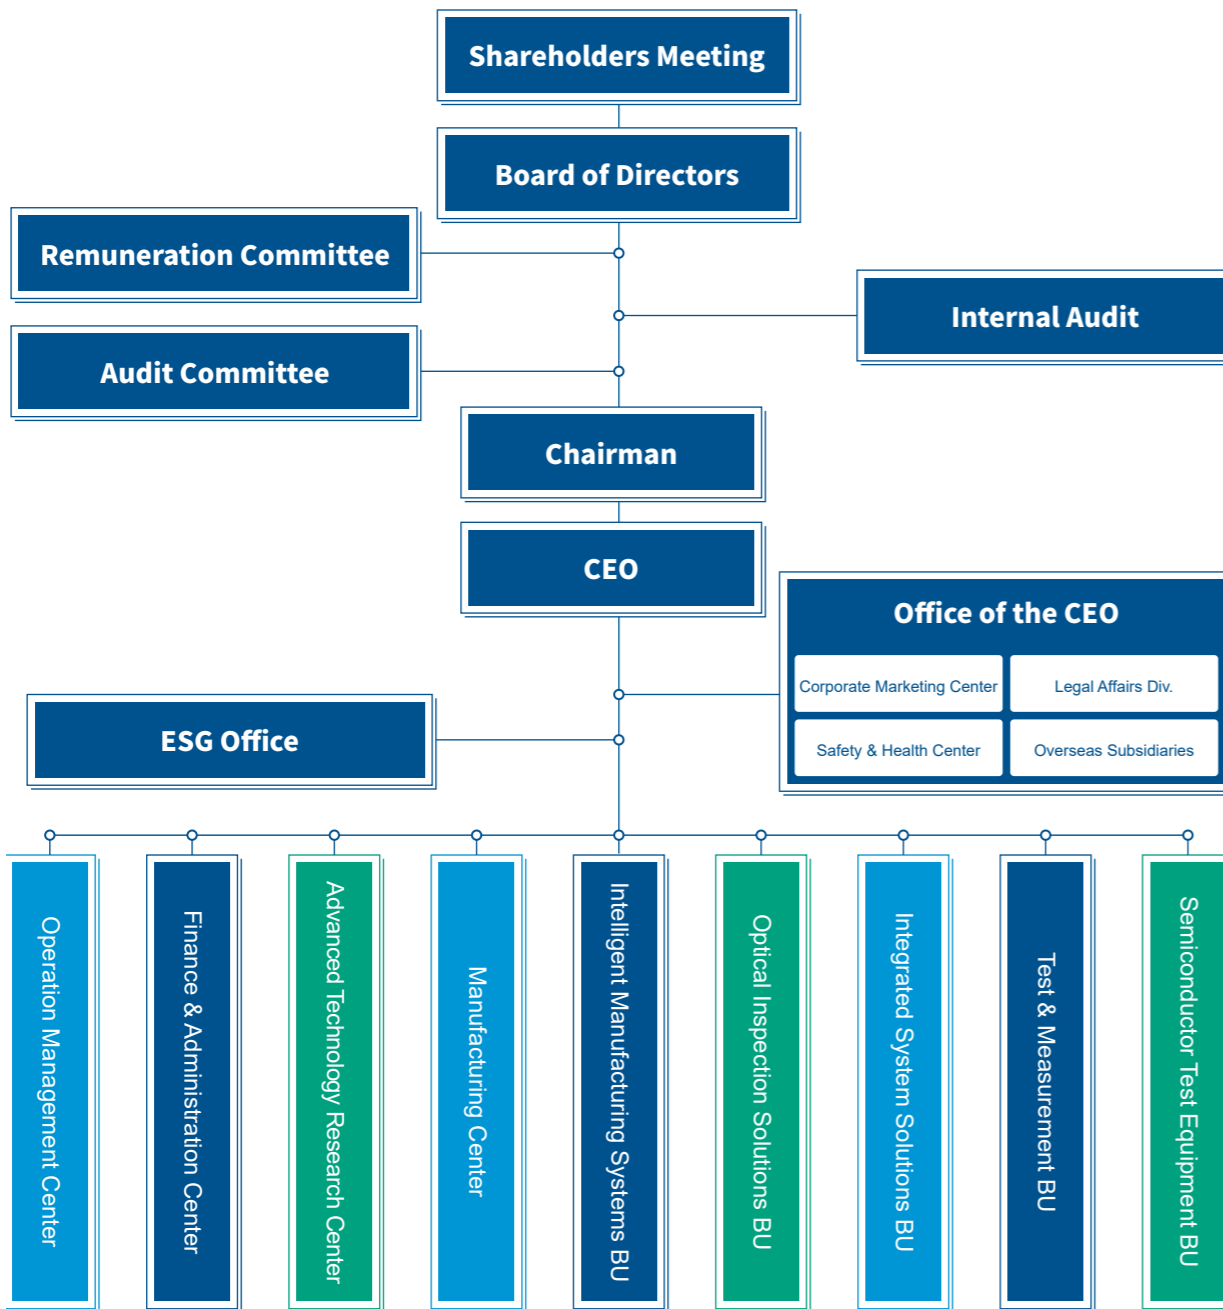 Shareholders Meeting
Board of Directors
Remuneration Committee
Internal Audit
Audit Committee
Chairman
CEO
Office of the CEO
Corporate Marketing Center
Legal Affairs Div.
Safety & Health Center
Overseas Subsidiaries
ESG Office
Operation Management Center
Finance & Administration Center
Advanced Technology Research Center
Manufacturing Center
Intelligent Manufacturing Systems BU
Optical Inspection Solutions BU
Integrated System Solutions BU
Test & Measurement BU
Semiconductor Test Equipment BU